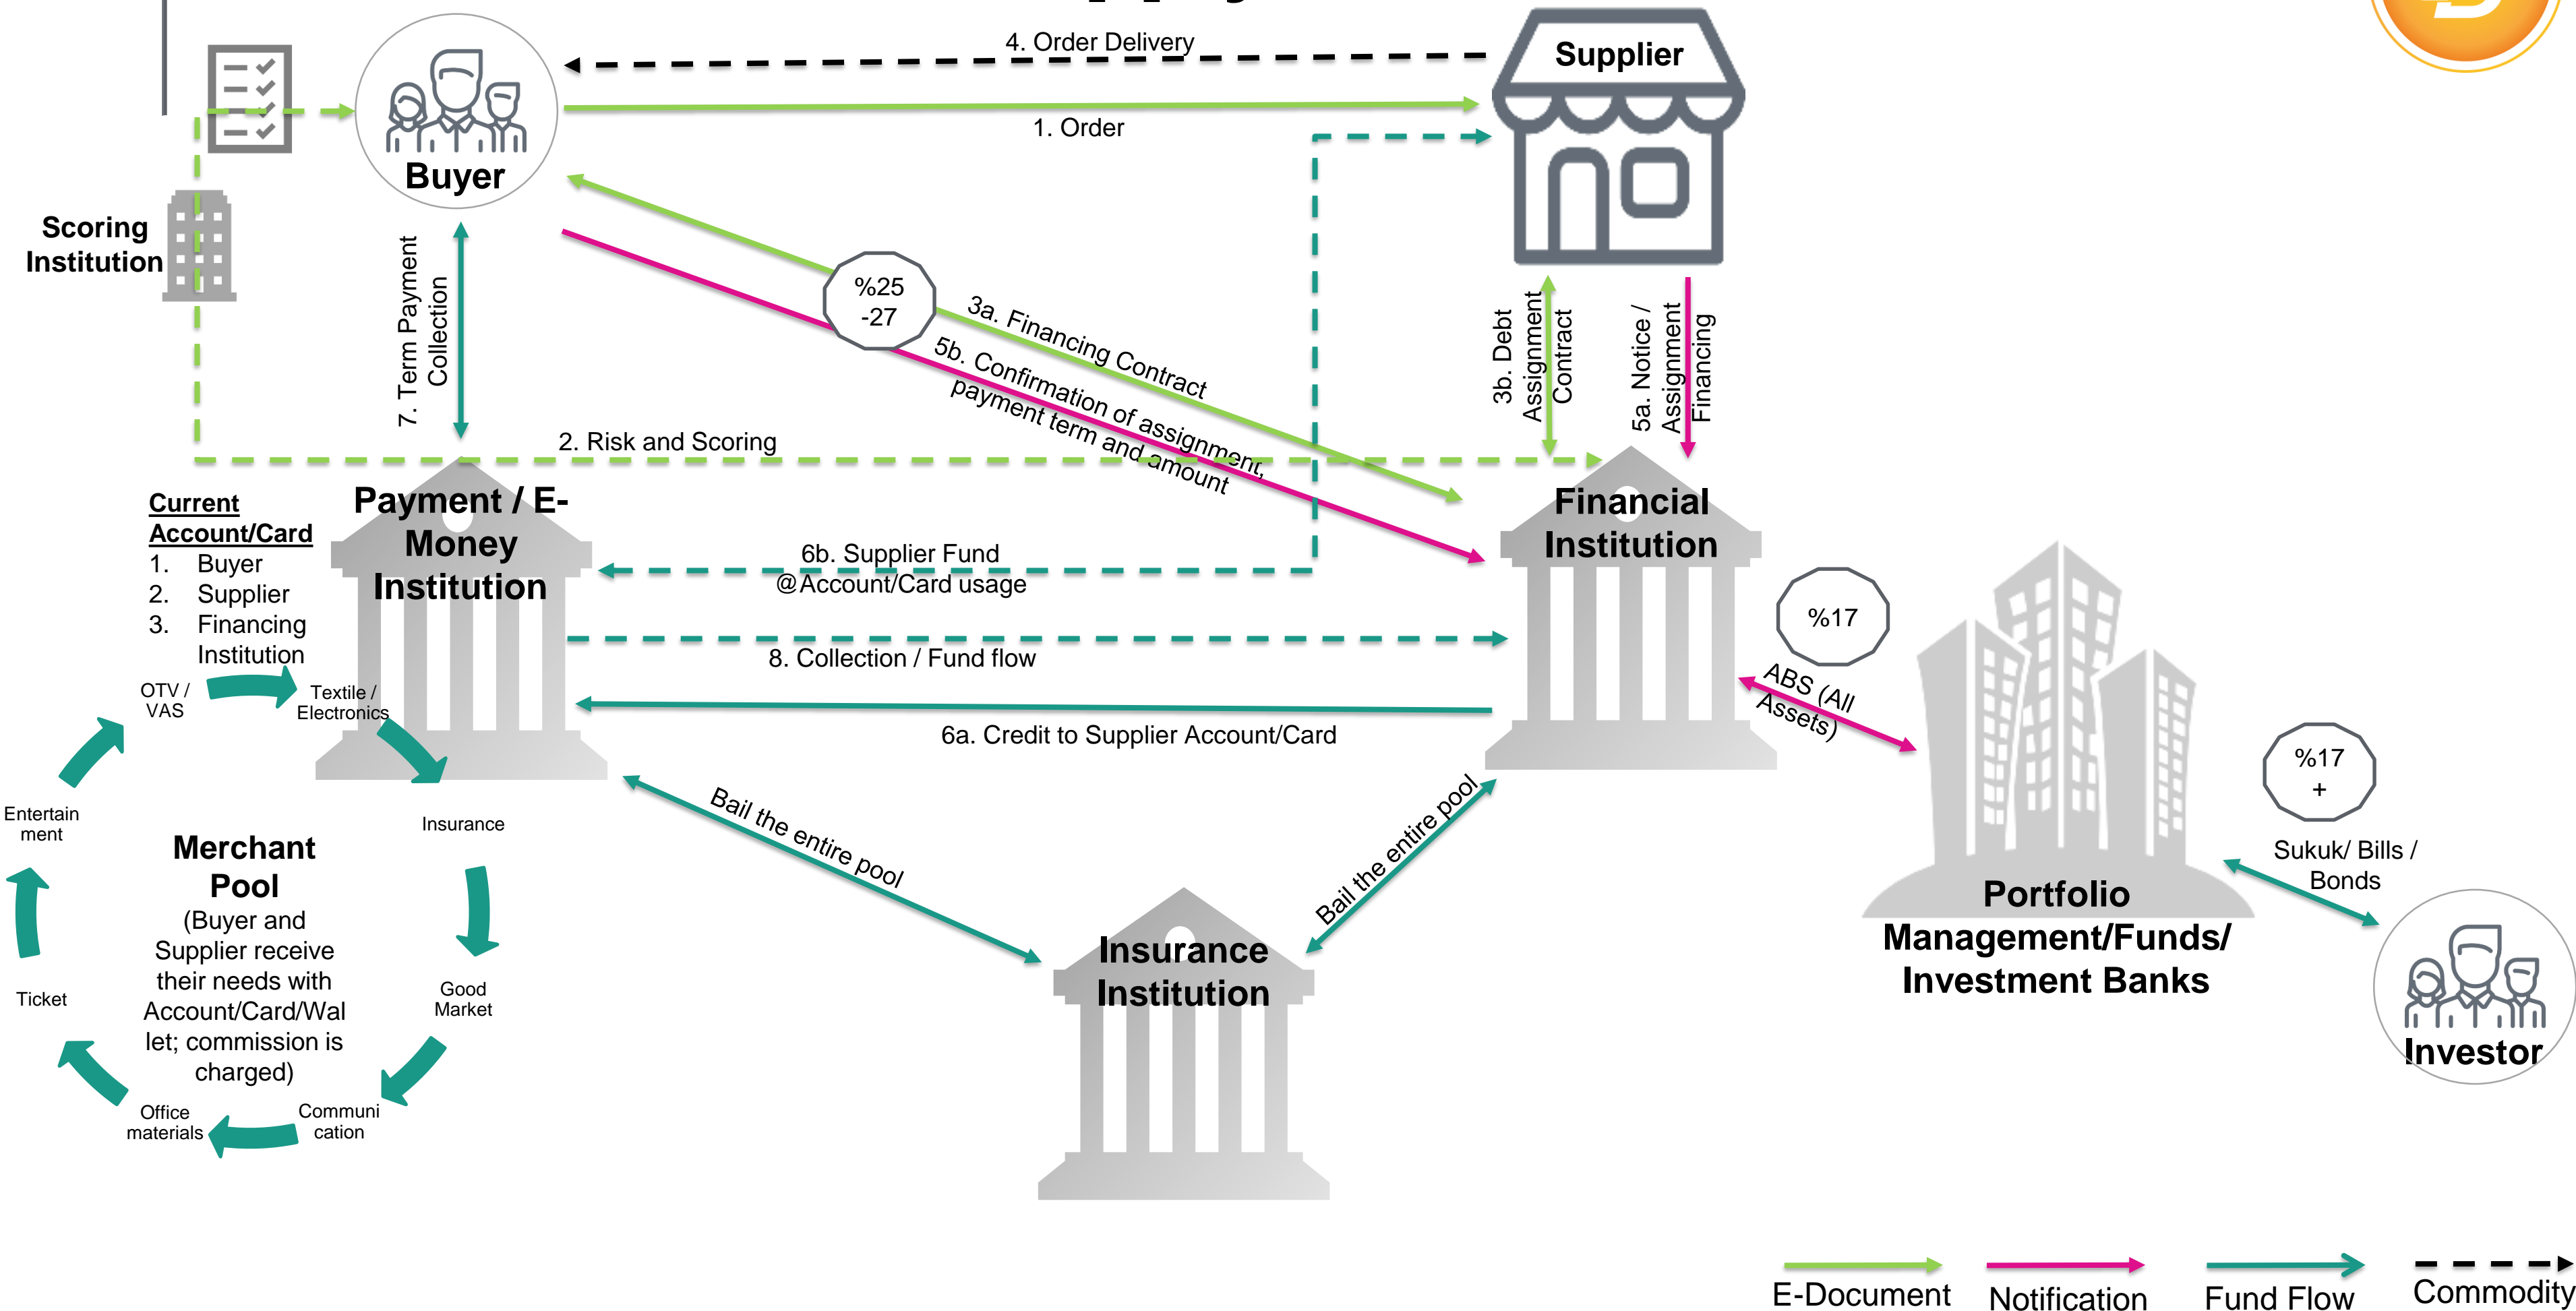 4. Order Delivery
Supplier
1. Order
Buyer
Scoring
Institution
7. Term Payment
Collection
%25
-27
3a. Financing Contract
5b. Confirmation of assignment,
payment term and amount
3b. Debt
Assignment
Contract
5a. Notice /
Assignment
Financing
2. Risk and Scoring
Current
Account/Card
1. Buyer
2. Supplier
3. Financing
Institution
Payment / E-
Money
Institution
Financial
Institution
6b. Supplier Fund
@Account/Card usage
8. Collection / Fund flow
6a. Credit to Supplier Account/Card
%17
ABS (All
Assets)
%17
+
Sukuk/ Bills /
Bonds
Portfolio
Management/Funds/
Investment Banks
Investor
OTV /
VAS
Textile /
Electronics
Insurance
Good
Market
Communi
cation
Office
materials
Ticket
Entertain
ment
Merchant
Pool
(Buyer and
Supplier receive
their needs with
Account/Card/Wal
let; commission is
charged)
Bail the entire pool
Bail the entire pool
Insurance
Institution
E-Document
Notification
Fund Flow
Commodity